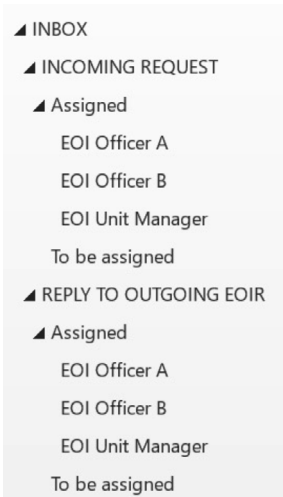 INBOX
INCOMING REQUEST
Assigned
EOI Officer A
EOI Officer B
EOI Unit Manager
To be assigned
REPLY TO OUTGOING EOIR
Assigned
EOI Officer A
EOI Officer B
EOI Unit Manager
To be assigned